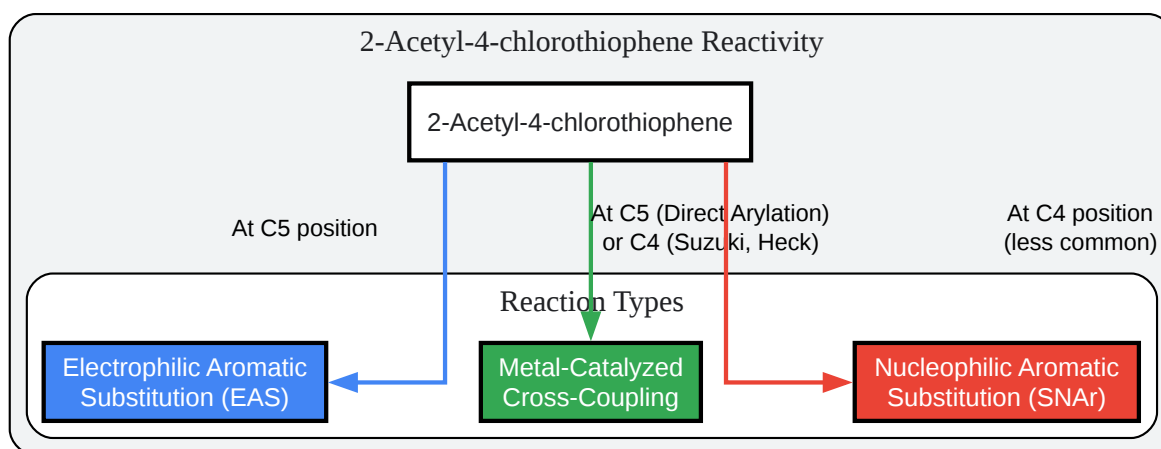 2-Acetyl-4-chlorothiophene Reactivity
2-Acetyl-4-chlorothiophene
At C5 position
At C5 (Direct Arylation)
or C4 (Suzuki, Heck)
At C4 position
(less common)
Reaction Types
Electrophilic Aromatic
Substitution (EAS)
Metal-Catalyzed
Cross-Coupling
Nucleophilic Aromatic
Substitution (SNAr)